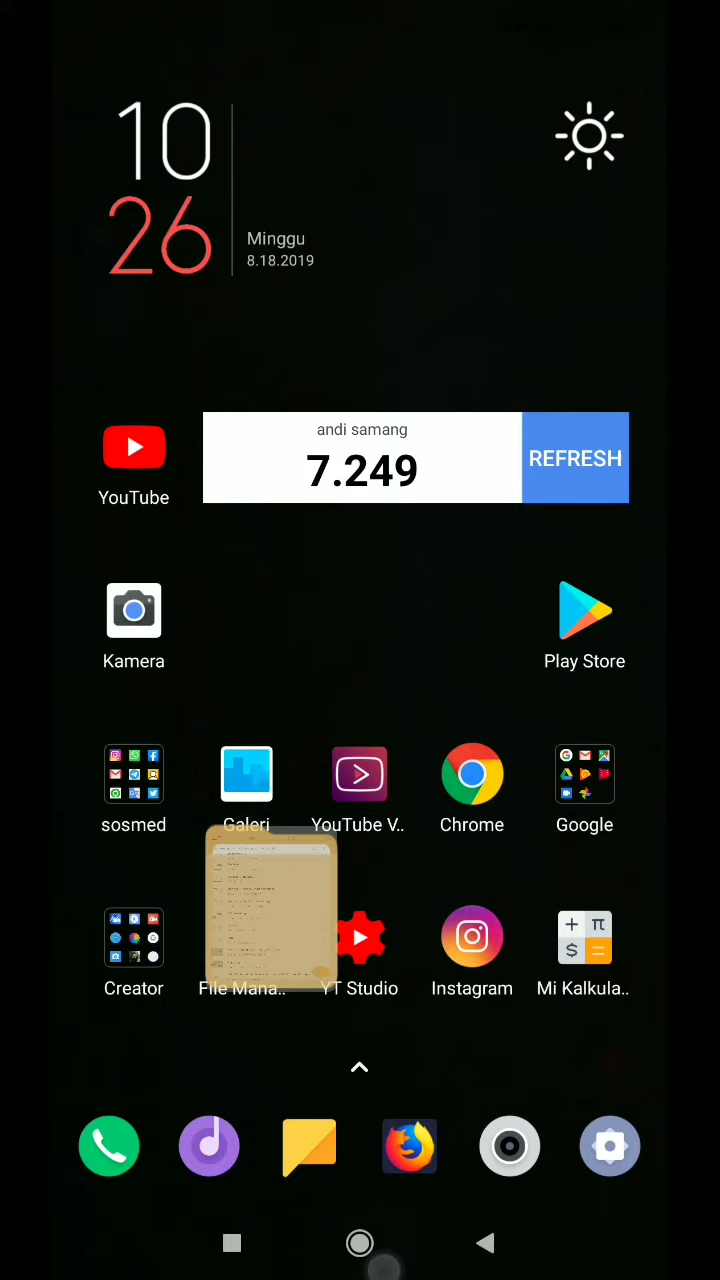 10
26
Minggu
8.18.2019
andi samang
7.249
REFRESH
YouTube
Kamera
Play Store
sosmed
Galeri
YouTube V..
Chrome
Google
Creator
File Mana..
YT Studio
Instagram
Mi Kalkula..